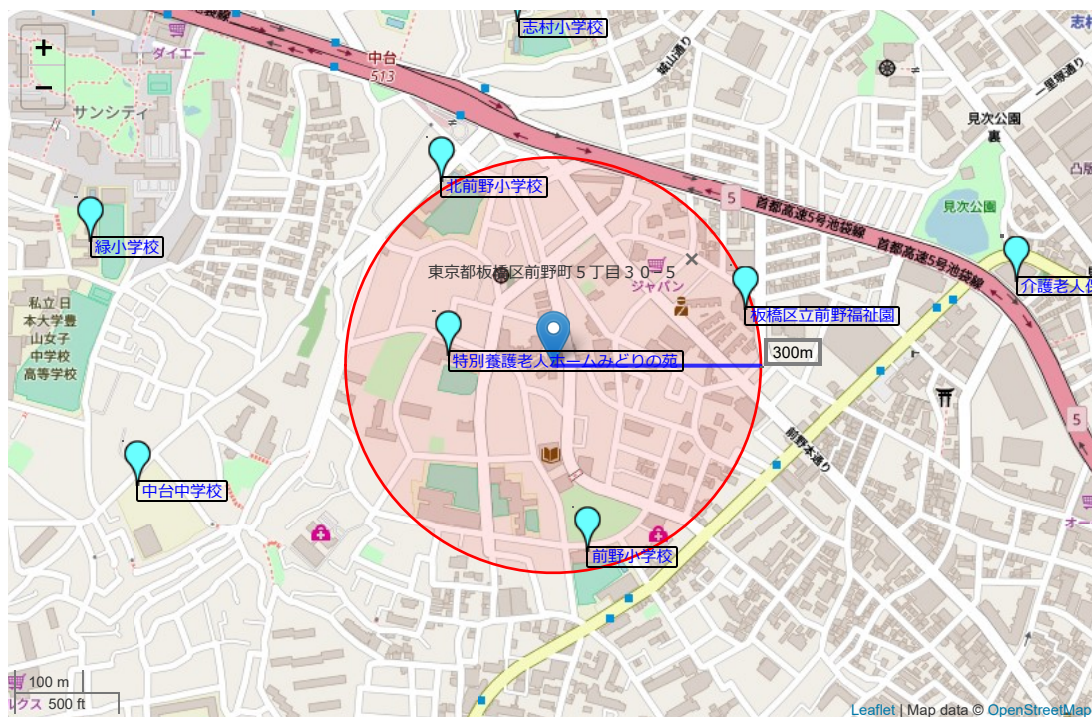 志村小学校
+
−
ダイエー
中台
513
城山通り
一里塚通り
サンシティ
見次公園
裏
北前野小学校
5
首都高速5号池袋線
首都高速5号池袋線
見次公園
緑小学校
東京都板橋区前野町５丁目３０−５
×
ジャパン
私立 日
本大学豊
山女子
中学校
高等学校
板橋区立前野福祉園
特別養護老人ホームみどりの苑
300m
5
前野本通り
中台中学校
前野小学校
100 m
500 ft
Leaflet | Map data © OpenStreetMap